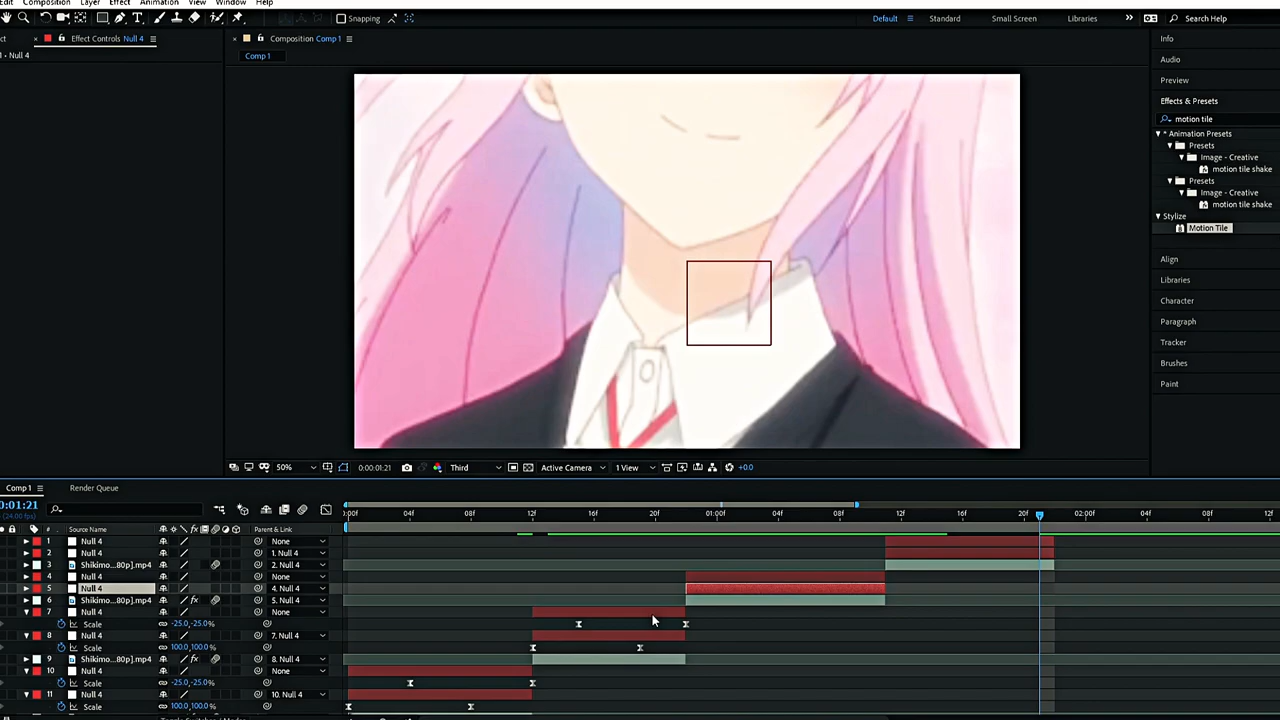 Edit Composition Layer Effect Animation View Window Help
Snapping Default Standard Small Screen Libraries Search Help
ct Effect Controls Null 4 Composition Comp 1 Info
• Null 4 Comp 1
Audio
Preview
Effects & Presets
motion tile
* Animation Presets
Presets
Image - Creative
motion tile shake
Presets
Image - Creative
motion tile shake
Stylize
Motion Tile
Align
Libraries
Character
Paragraph
Tracker
Brushes
Paint
50% 0:00:01:21 Third Active Camera 1 View +0.0
Comp 1 Render Queue
0:01:21
(24.00 fps)
:00f 04f 08f 12f 16f 20f 01:00f 04f 08f 12f 16f 20f 02:00f 04f 08f 12f
# Source Name fx Parent & Link
1 Null 4 None
2 Null 4 1. Null 4
3 Shikimo...80p].mp4 2. Null 4
4 Null 4 None
5 Null 4 4. Null 4
6 Shikimo...80p].mp4 fx 5. Null 4
7 Null 4 None
Scale -25.0,-25.0%
8 Null 4 7. Null 4
Scale 100.0,100.0%
9 Shikimo...80p].mp4 fx 8. Null 4
10 Null 4 None
Scale -25.0,-25.0%
11 Null 4 10. Null 4
Scale 100.0,100.0%